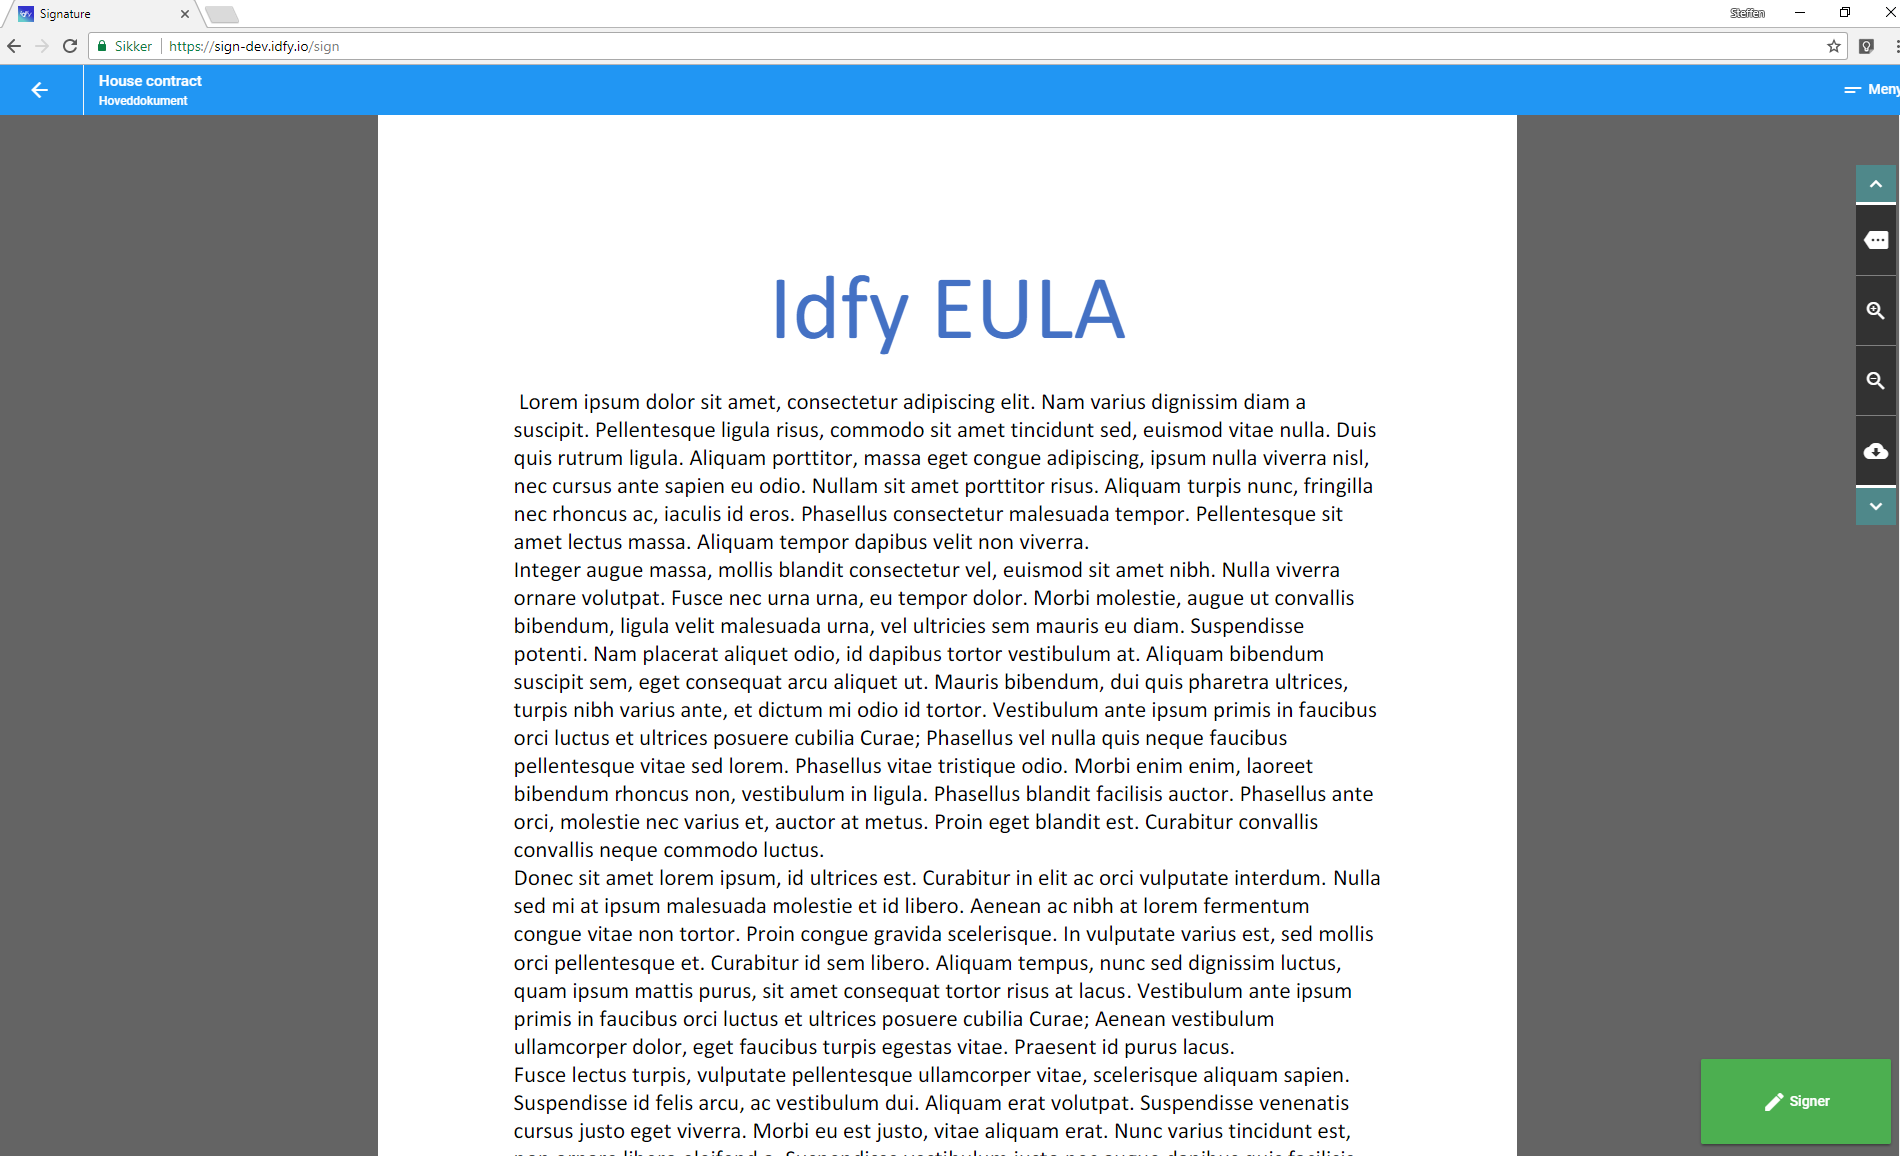 Signature
Steffen
Sikker
https://sign-dev.idfy.io/sign
House contract
Hoveddokument
Meny
Idfy EULA
Lorem ipsum dolor sit amet, consectetur adipiscing elit. Nam varius dignissim diam a
suscipit. Pellentesque ligula risus, commodo sit amet tincidunt sed, euismod vitae nulla. Duis
quis rutrum ligula. Aliquam porttitor, massa eget congue adipiscing, ipsum nulla viverra nisl,
nec cursus ante sapien eu odio. Nullam sit amet porttitor risus. Aliquam turpis nunc, fringilla
nec rhoncus ac, iaculis id eros. Phasellus consectetur malesuada tempor. Pellentesque sit
amet lectus massa. Aliquam tempor dapibus velit non viverra.
Integer augue massa, mollis blandit consectetur vel, euismod sit amet nibh. Nulla viverra
ornare volutpat. Fusce nec urna urna, eu tempor dolor. Morbi molestie, augue ut convallis
bibendum, ligula velit malesuada urna, vel ultricies sem mauris eu diam. Suspendisse
potenti. Nam placerat aliquet odio, id dapibus tortor vestibulum at. Aliquam bibendum
suscipit sem, eget consequat arcu aliquet ut. Mauris bibendum, dui quis pharetra ultrices,
turpis nibh varius ante, et dictum mi odio id tortor. Vestibulum ante ipsum primis in faucibus
orci luctus et ultrices posuere cubilia Curae; Phasellus vel nulla quis neque faucibus
pellentesque vitae sed lorem. Phasellus vitae tristique odio. Morbi enim enim, laoreet
bibendum rhoncus non, vestibulum in ligula. Phasellus blandit facilisis auctor. Phasellus ante
orci, molestie nec varius et, auctor at metus. Proin eget blandit est. Curabitur convallis
convallis neque commodo luctus.
Donec sit amet lorem ipsum, id ultrices est. Curabitur in elit ac orci vulputate interdum. Nulla
sed mi at ipsum malesuada molestie et id libero. Aenean ac nibh at lorem fermentum
congue vitae non tortor. Proin congue gravida scelerisque. In vulputate varius est, sed mollis
orci pellentesque et. Curabitur id sem libero. Aliquam tempus, nunc sed dignissim luctus,
quam ipsum mattis purus, sit amet consequat tortor risus at lacus. Vestibulum ante ipsum
primis in faucibus orci luctus et ultrices posuere cubilia Curae; Aenean vestibulum
ullamcorper dolor, eget faucibus turpis egestas vitae. Praesent id purus lacus.
Fusce lectus turpis, vulputate pellentesque ullamcorper vitae, scelerisque aliquam sapien.
Suspendisse id felis arcu, ac vestibulum dui. Aliquam erat volutpat. Suspendisse venenatis
cursus justo eget viverra. Morbi eu est justo, vitae aliquam erat. Nunc varius tincidunt est,
Signer